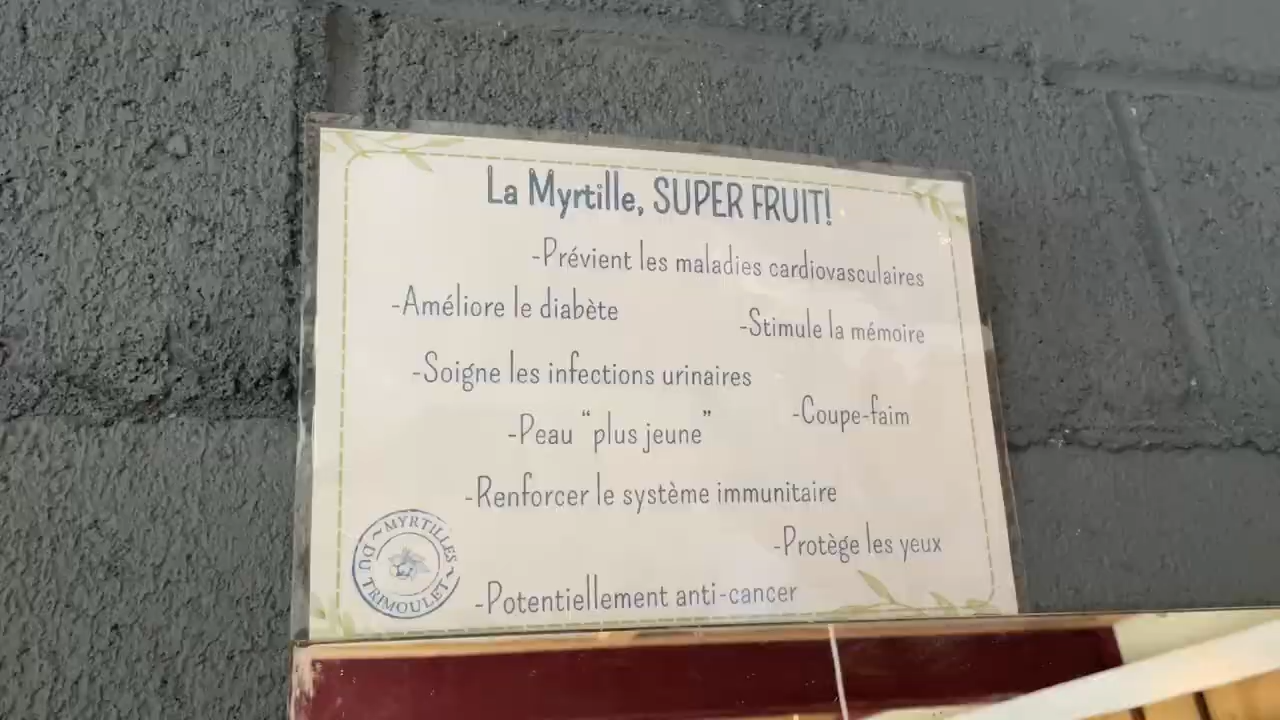 La Myrtille, SUPER FRUIT!
-Prévient les maladies cardiovasculaires
-Améliore le diabète
-Stimule la mémoire
-Soigne les infections urinaires
-Coupe-faim
-Peau “plus jeune”
-Renforcer le système immunitaire
-Protège les yeux
-Potentiellement anti-cancer
~ MYRTILLES ~
DU TRIMOULET